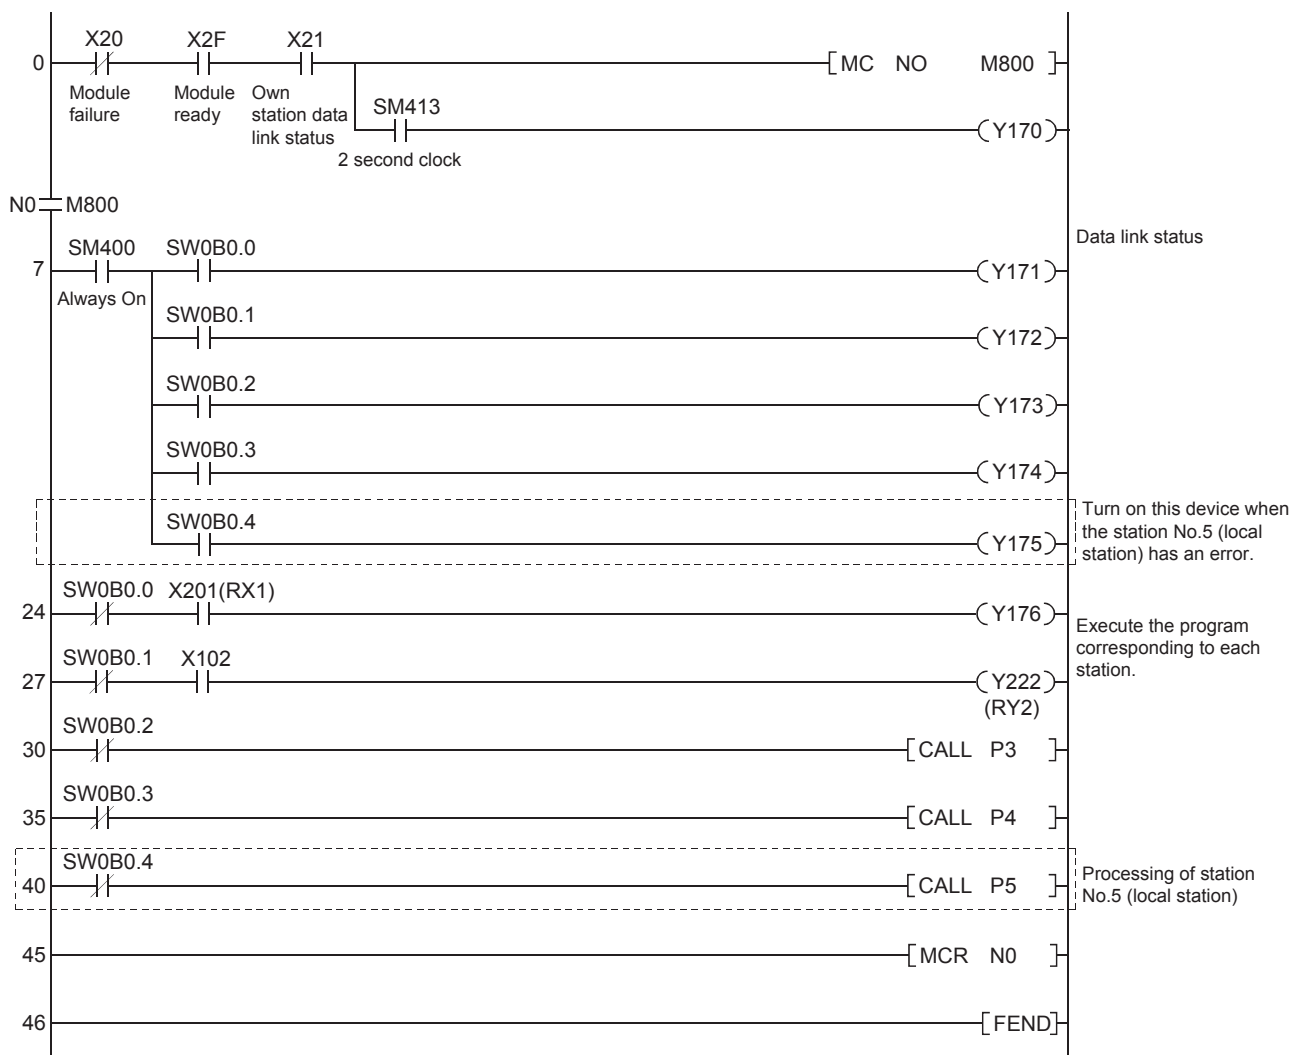 X20 X2F X21
0 MC NO M800
Module failure
Module ready
Own station data link status
SM413
Y170
2 second clock
N0 M800
Data link status
SM400 SW0B0.0
7 Y171
Always On
SW0B0.1
Y172
SW0B0.2
Y173
SW0B0.3
Y174
SW0B0.4
Y175
Turn on this device when
the station No.5 (local
station) has an error.
SW0B0.0 X201(RX1)
24 Y176
Execute the program
corresponding to each
station.
SW0B0.1 X102
27 Y222
(RY2)
SW0B0.2
30 CALL P3
SW0B0.3
35 CALL P4
SW0B0.4
40 CALL P5
Processing of station
No.5 (local station)
45 MCR N0
46 FEND